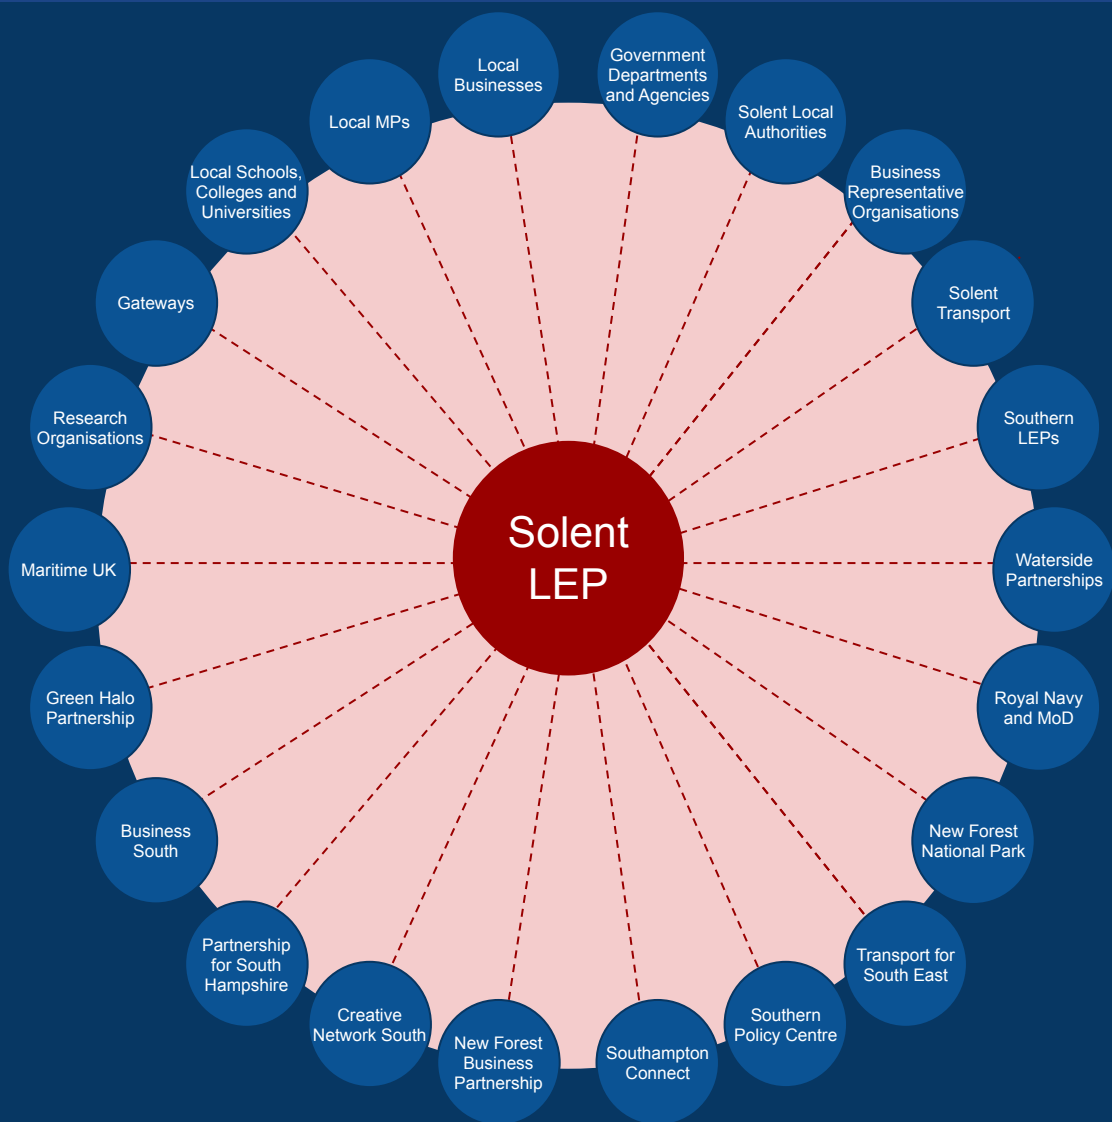 Local
Businesses
Government
Departments
and Agencies
Solent Local
Authorities
Business
Representative
Organisations
Solent
Transport
Southern
LEPs
Waterside
Partnerships
Royal Navy
and MoD
New Forest
National Park
Transport for
South East
Southern
Policy Centre
Southampton
Connect
New Forest
Business
Partnership
Creative
Network South
Partnership
for South
Hampshire
Business
South
Green Halo
Partnership
Maritime UK
Research
Organisations
Gateways
Local Schools,
Colleges and
Universities
Local MPs
Solent
LEP